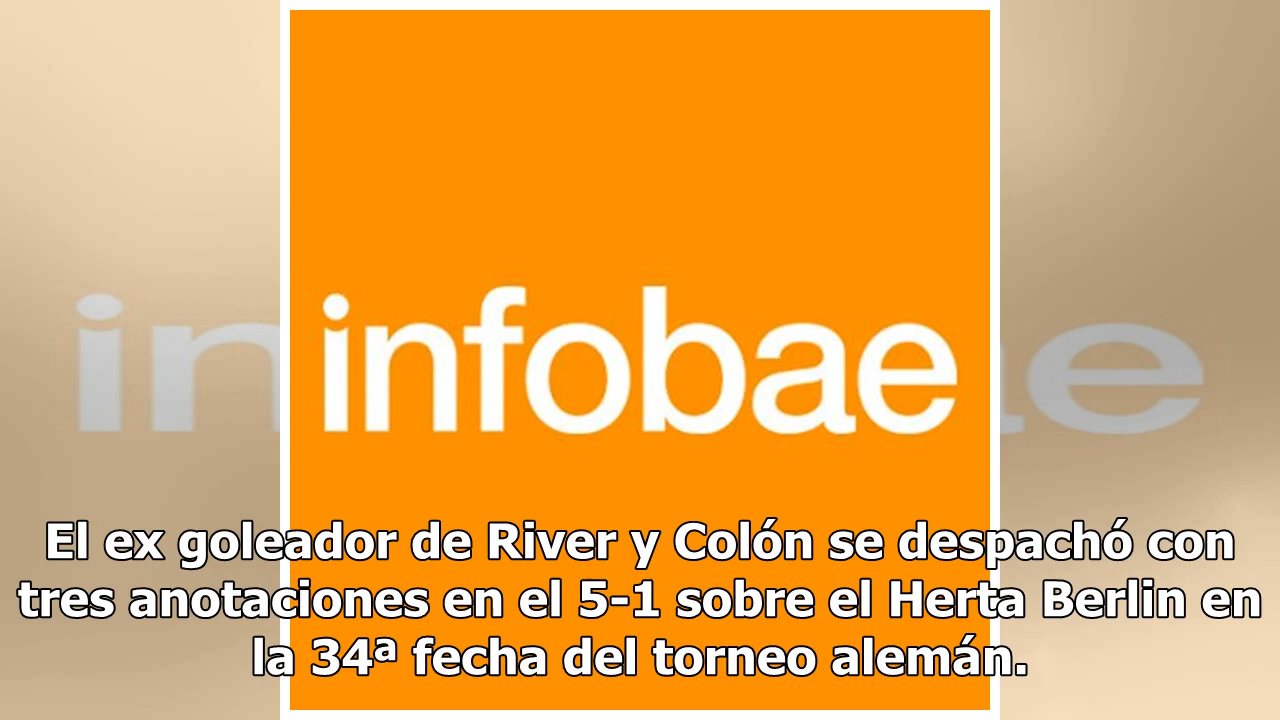 infobae
El ex goleador de River y Colón se despachó con
tres anotaciones en el 5-1 sobre el Herta Berlin en
la 34ª fecha del torneo alemán.